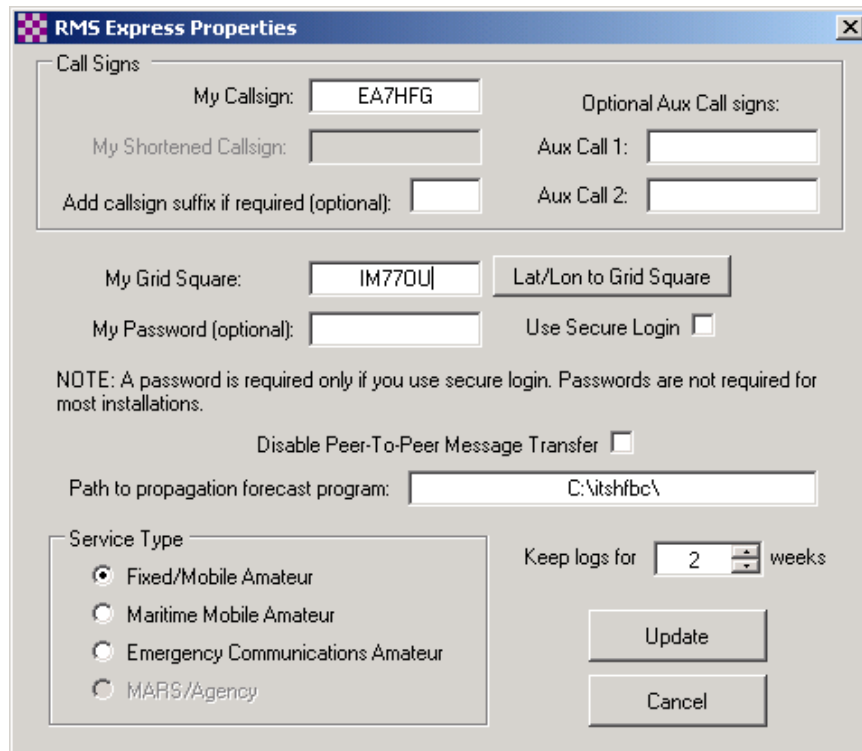 RMS Express Properties
Call Signs
My Callsign: EA7HFG Optional Aux Call signs:
My Shortened Callsign: Aux Call 1:
Add callsign suffix if required (optional): Aux Call 2:
My Grid Square: IM77OU Lat/Lon to Grid Square
My Password (optional): Use Secure Login
NOTE: A password is required only if you use secure login. Passwords are not required for
most installations.
Disable Peer-To-Peer Message Transfer
Path to propagation forecast program: C:\itshfbc\
Service Type
Keep logs for 2 weeks
Fixed/Mobile Amateur
Maritime Mobile Amateur
Emergency Communications Amateur
MARS/Agency
Update
Cancel